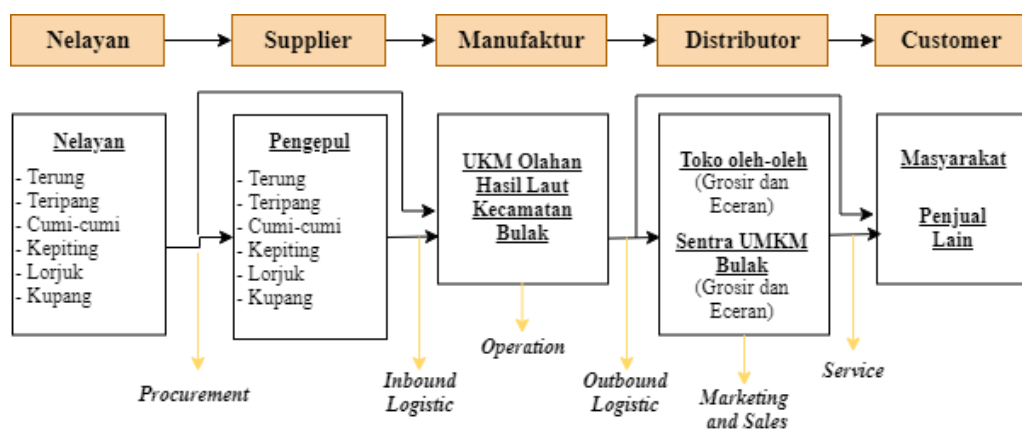 Nelayan
Supplier
Manufaktur
Distributor
Customer
Nelayan
- Terung
- Teripang
- Cumi-cumi
- Kepiting
- Lorjuk
- Kupang
Pengepul
- Terung
- Teripang
- Cumi-cumi
- Kepiting
- Lorjuk
- Kupang
UKM Olahan
Hasil Laut
Kecamatan
Bulak
Toko oleh-oleh
(Grosir dan
Eceran)
Sentra UMKM
Bulak
(Grosir dan
Eceran)
Masyarakat
Penjual
Lain
Procurement
Inbound
Logistic
Operation
Outbound
Logistic
Marketing
and Sales
Service